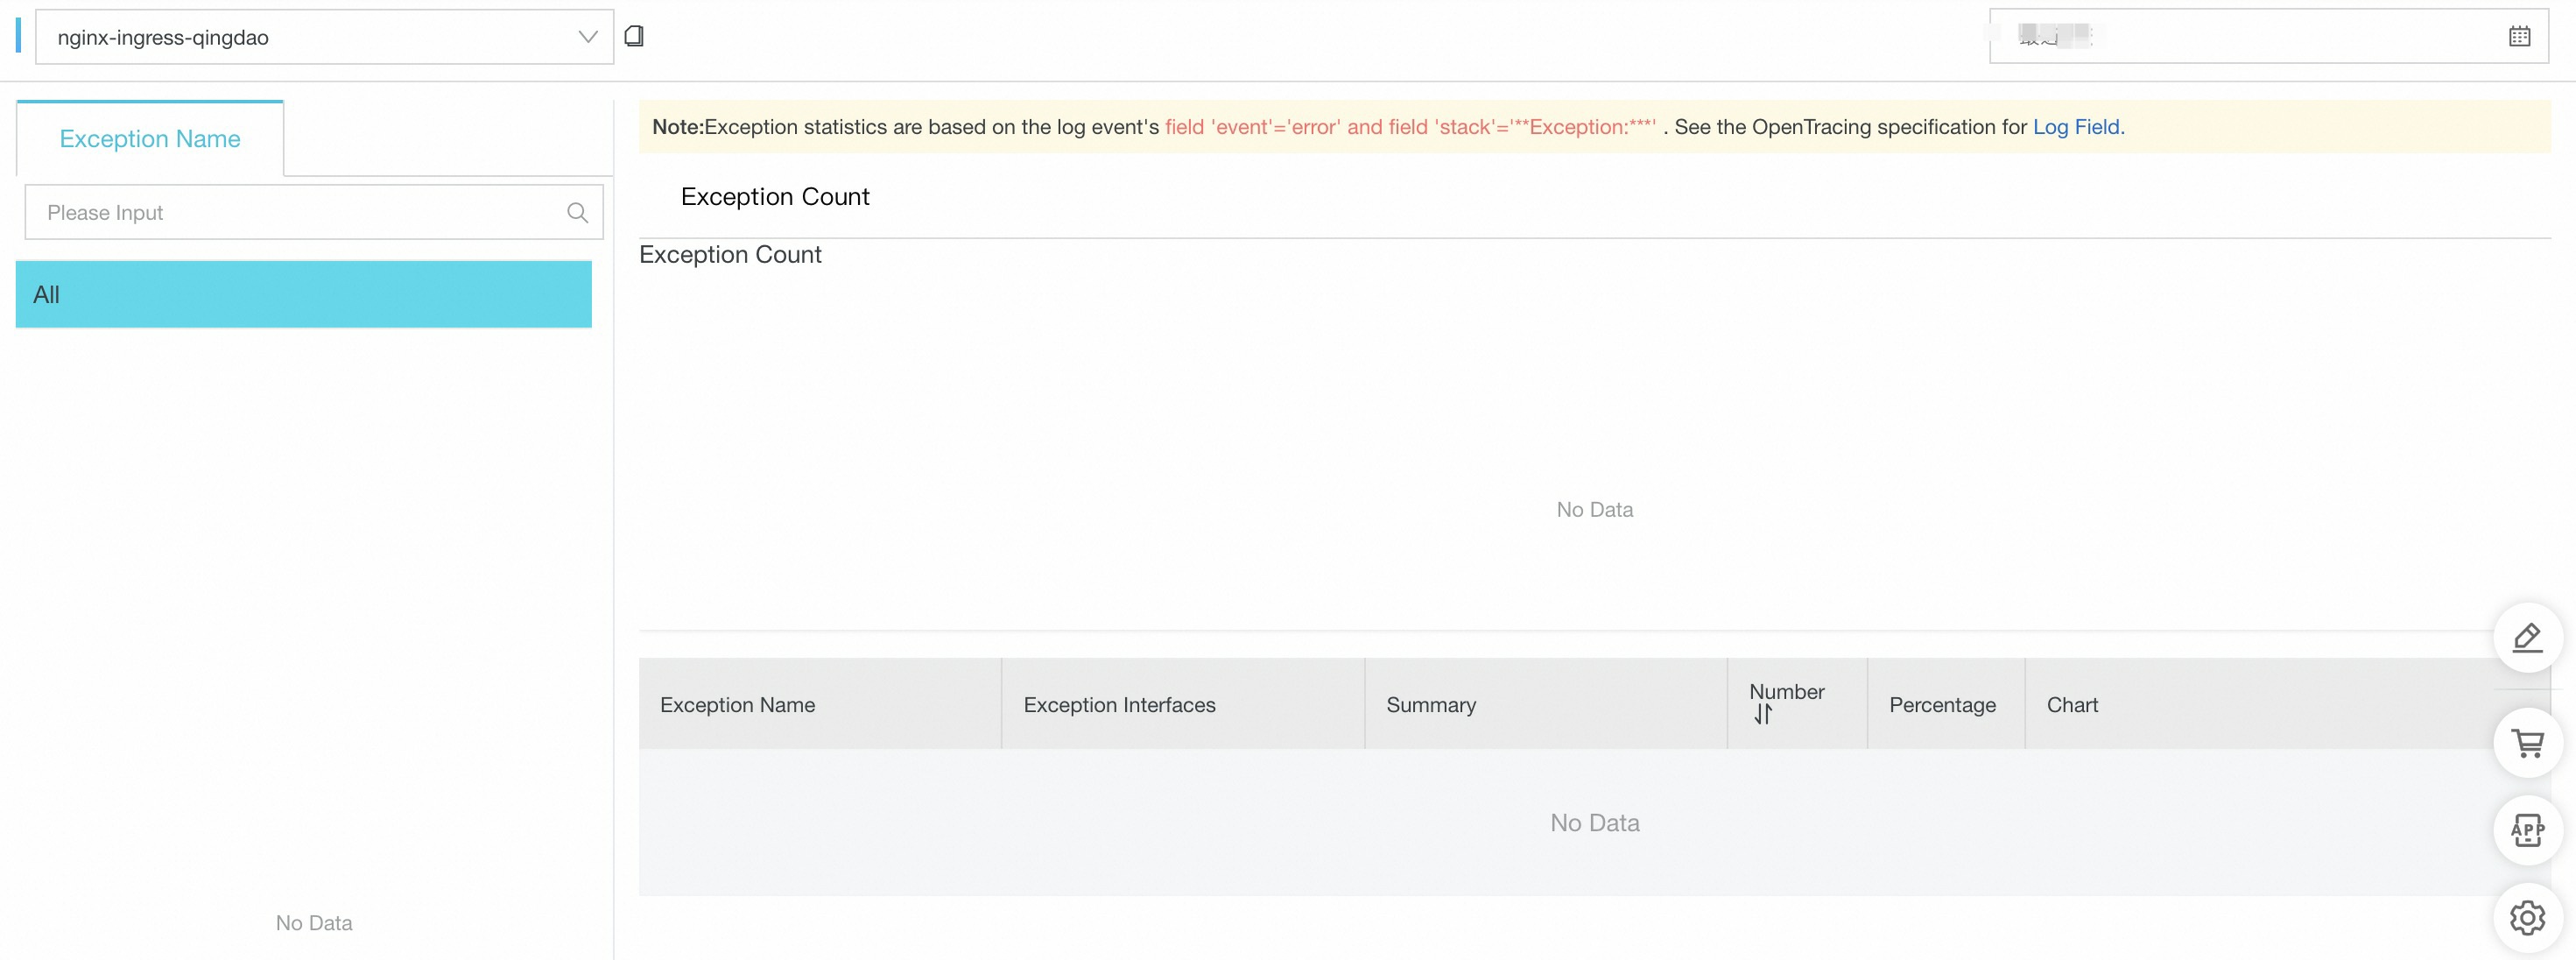 nginx-ingress-qingdao
Exception Name
Please Input
All
No Data
Note:Exception statistics are based on the log event's field 'event'='error' and field 'stack'='**Exception:***' . See the OpenTracing specification for Log Field.
Exception Count
Exception Count
No Data
Exception Name Exception Interfaces Summary Number Percentage Chart
No Data
APP